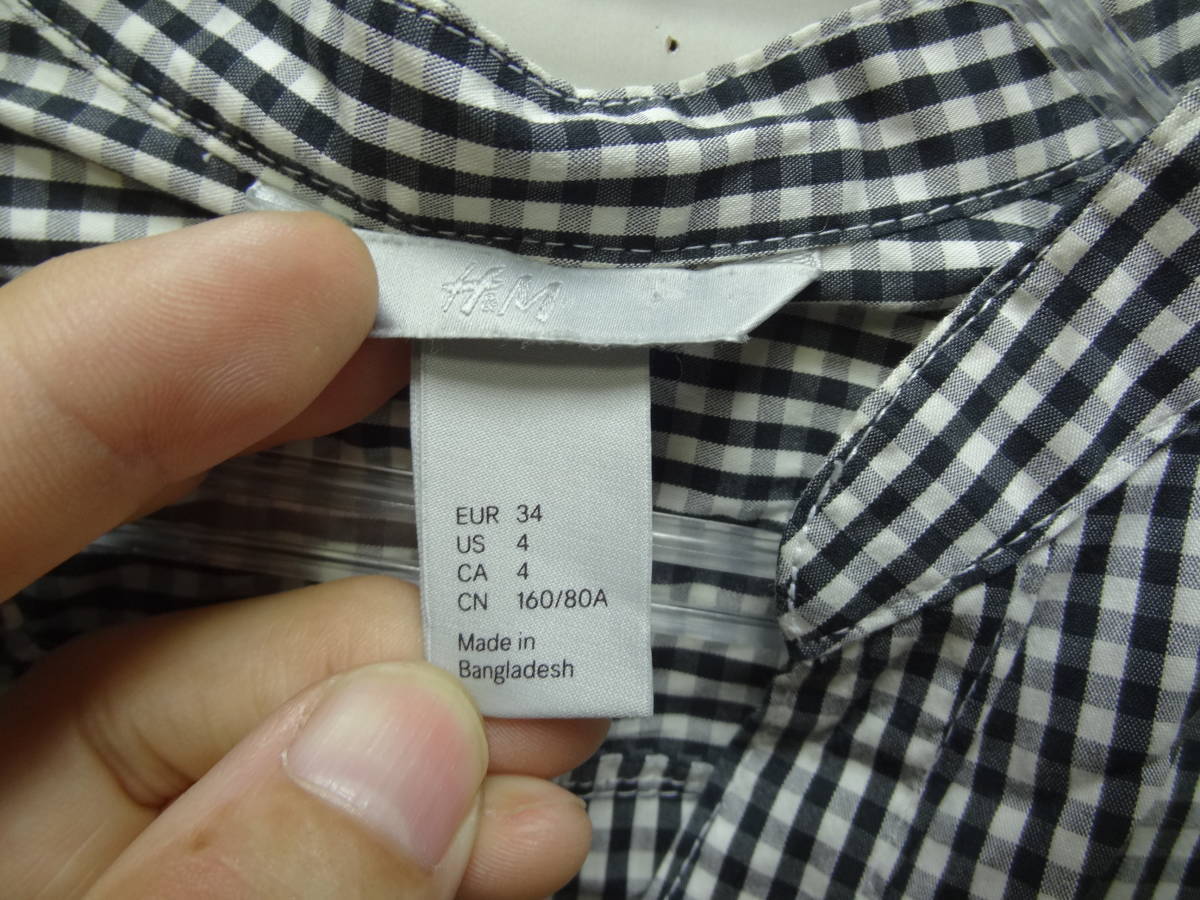 H&M
EUR 34
US 4
CA 4
CN 160/80A
Made in
Bangladesh